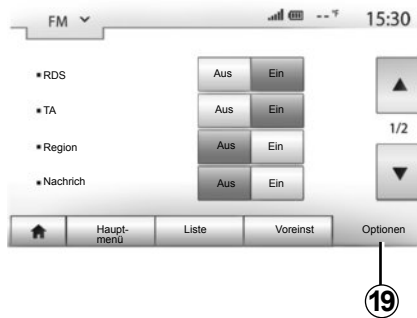 FM -- °F 15:30
RDS Aus Ein
TA Aus Ein
1/2
Region Aus Ein
Nachrich Aus Ein
Haupt-
menü Liste Voreinst Optionen
19